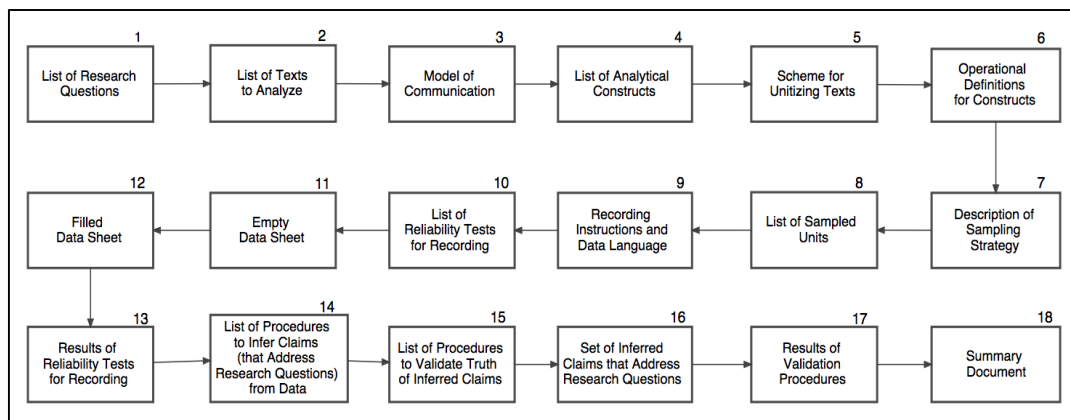 1
List of Research
Questions
2
List of Texts
to Analyze
3
Model of
Communication
4
List of Analytical
Constructs
5
Scheme for
Unitizing Texts
6
Operational
Definitions
for Constructs
12
Filled
Data Sheet
11
Empty
Data Sheet
10
List of
Reliability Tests
for Recording
9
Recording
Instructions and
Data Language
8
List of Sampled
Units
7
Description of
Sampling
Strategy
13
Results of
Reliability Tests
for Recording
14
List of Procedures
to Infer Claims
(that Address
Research Questions)
from Data
15
List of Procedures
to Validate Truth
of Inferred Claims
16
Set of Inferred
Claims that Address
Research Questions
17
Results of
Validation
Procedures
18
Summary
Document